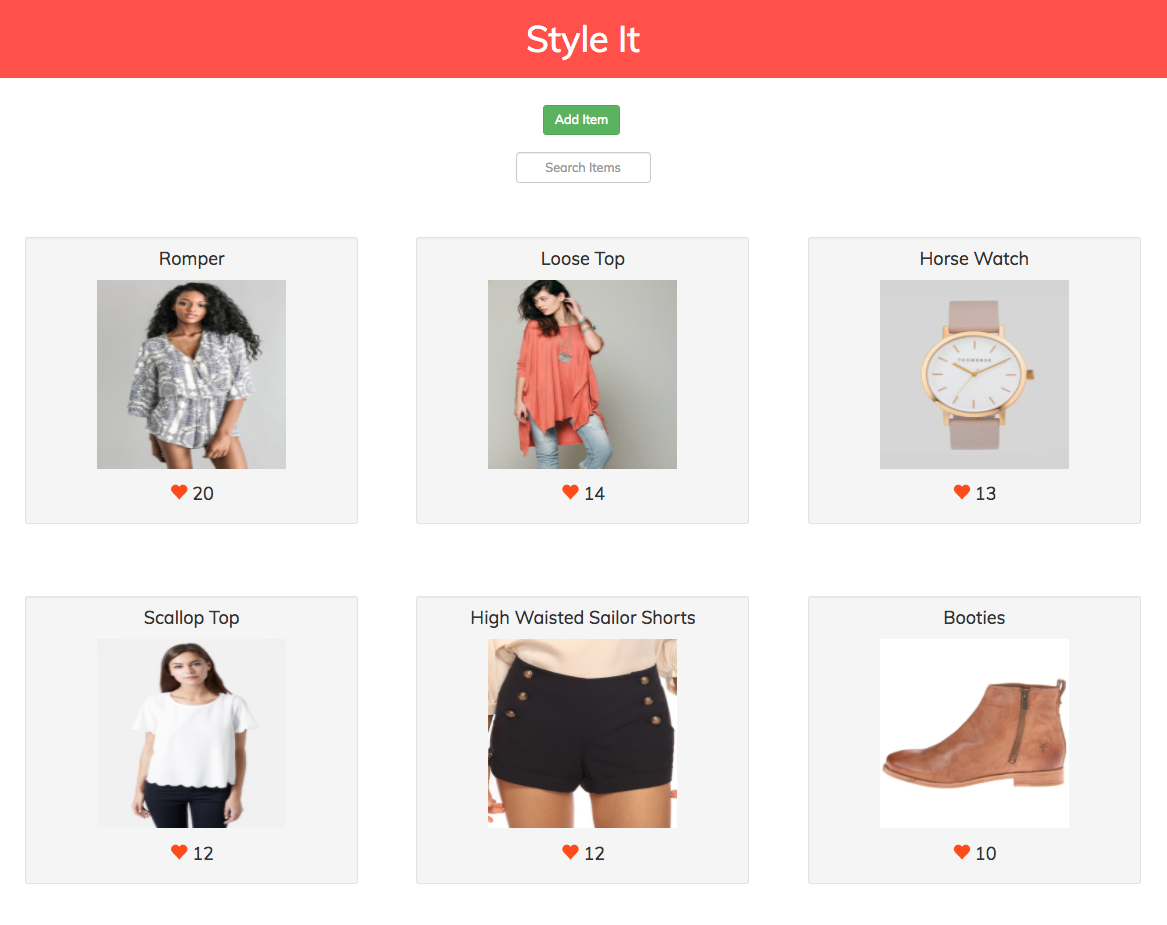 Style It
Add Item
Search Items
Romper
Loose Top
Horse Watch
20
14
13
Scallop Top
High Waisted Sailor Shorts
Booties
12
12
10